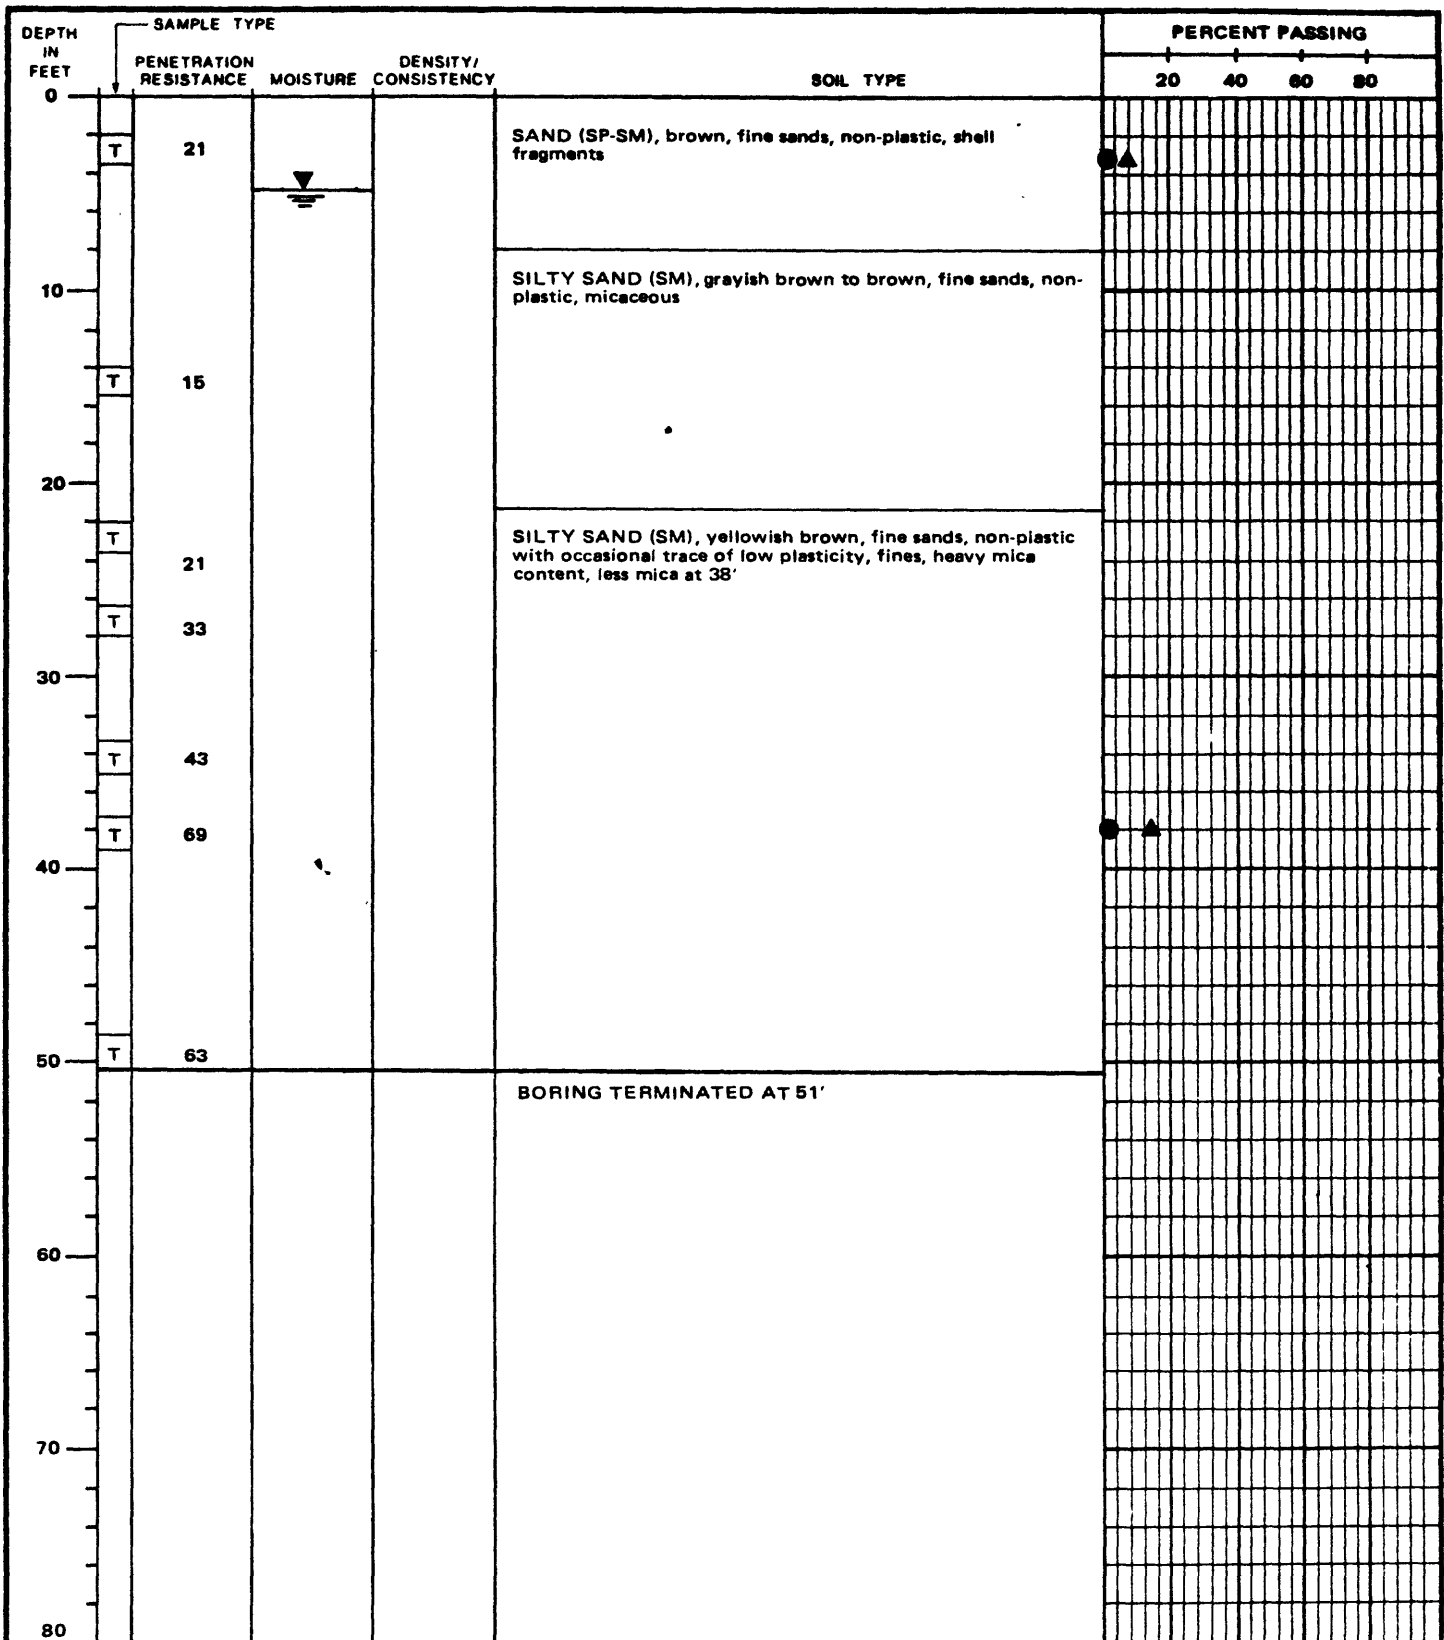 DEPTH
IN
FEET
SAMPLE TYPE
PENETRATION
RESISTANCE
MOISTURE
DENSITY/
CONSISTENCY
SOIL TYPE
PERCENT PASSING
20 40 60 80
0
T 21
SAND (SP-SM), brown, fine sands, non-plastic, shell
fragments
10
SILTY SAND (SM), grayish brown to brown, fine sands, non-
plastic, micaceous
T 15
20
T 21
SILTY SAND (SM), yellowish brown, fine sands, non-plastic
with occasional trace of low plasticity, fines, heavy mica
content, less mica at 38'
T 33
30
T 43
T 69
40
T 63
50
BORING TERMINATED AT 51'
60
70
80